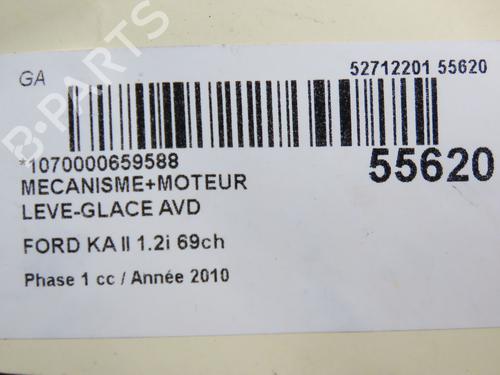 GA
52712201 55620
*1070000659588
55620
MECANISME+MOTEUR
LEVE-GLACE AVD
FORD KA II 1.2i 69ch
Phase 1 cc / Année 2010
B-PARTS